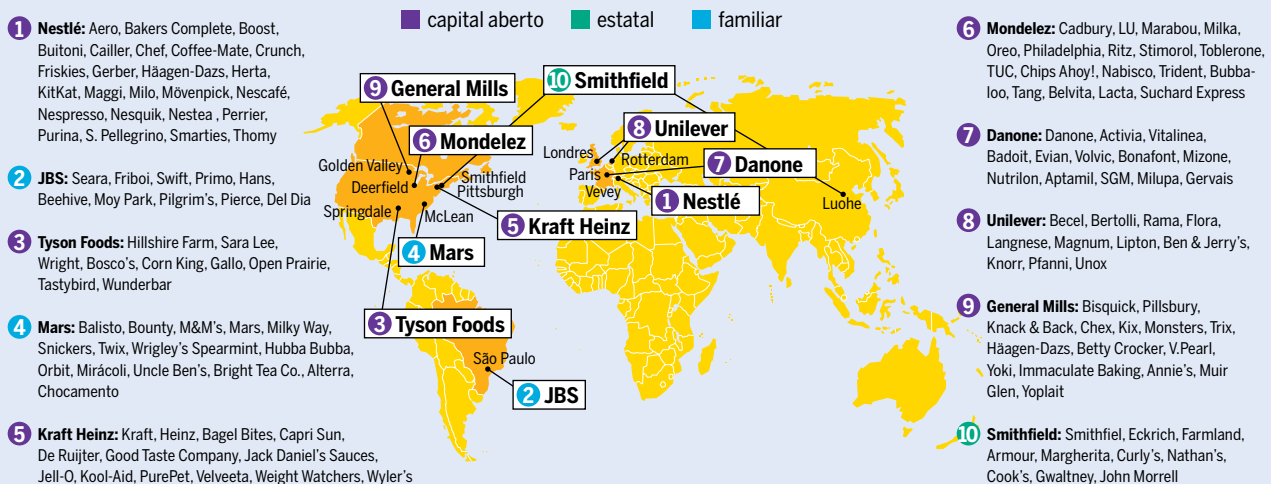 capital aberto
estatal
familiar
1 Nestlé: Aero, Bakers Complete, Boost,
Buitoni, Cailler, Chef, Coffee-Mate, Crunch,
Friskies, Gerber, Häagen-Dazs, Herta,
KitKat, Maggi, Milo, Mövenpick, Nescafé,
Nespresso, Nesquik, Nestea , Perrier,
Purina, S. Pellegrino, Smarties, Thomy
2 JBS: Seara, Friboi, Swift, Primo, Hans,
Beehive, Moy Park, Pilgrim's, Pierce, Del Dia
3 Tyson Foods: Hillshire Farm, Sara Lee,
Wright, Bosco's, Corn King, Gallo, Open Prairie,
Tastybird, Wunderbar
4 Mars: Balisto, Bounty, M&M's, Mars, Milky Way,
Snickers, Twix, Wrigley's Spearmint, Hubba Bubba,
Orbit, Mirácoli, Uncle Ben's, Bright Tea Co., Alterra,
Chocamento
5 Kraft Heinz: Kraft, Heinz, Bagel Bites, Capri Sun,
De Ruijter, Good Taste Company, Jack Daniel's Sauces,
Jell-O, Kool-Aid, PurePet, Velveeta, Weight Watchers, Wyler's
9 General Mills
10 Smithfield
6 Mondelez
8 Unilever
7 Danone
1 Nestlé
5 Kraft Heinz
4 Mars
3 Tyson Foods
2 JBS
Golden Valley
Deerfield
Springdale
Smithfield
Pittsburgh
McLean
São Paulo
Londres
Rotterdam
Paris
Vevey
Luohe
6 Mondelez: Cadbury, LU, Marabou, Milka,
Oreo, Philadelphia, Ritz, Stimorol, Toblerone,
TUC, Chips Ahoy!, Nabisco, Trident, Bubba-
loo, Tang, Belvita, Lacta, Suchard Express
7 Danone: Danone, Activia, Vitalinea,
Badoit, Evian, Volvic, Bonafont, Mizone,
Nutrilon, Aptamil, SGM, Milupa, Gervais
8 Unilever: Becel, Bertolli, Rama, Flora,
Langnese, Magnum, Lipton, Ben & Jerry's,
Knorr, Pfanni, Unox
9 General Mills: Bisquick, Pillsbury,
Knack & Back, Chex, Kix, Monsters, Trix,
Häagen-Dazs, Betty Crocker, V.Pearl,
Yoki, Immaculate Baking, Annie's, Muir
Glen, Yoplait
10 Smithfield: Smithfiel, Eckrich, Farmland,
Armour, Margherita, Curly's, Nathan's,
Cook's, Gwaltney, John Morrell